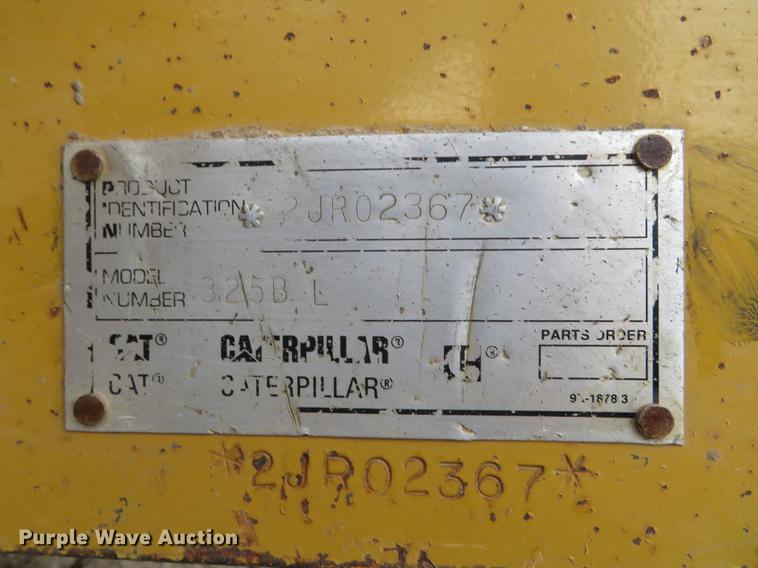 PRODUCT
IDENTIFICATION
NUMBER
*2JR02367*
MODEL
NUMBER
325B L
CAT® CATERPILLAR®
CAT® CATERPILLAR®
PARTS ORDER
*2JR02367*
Purple Wave Auction